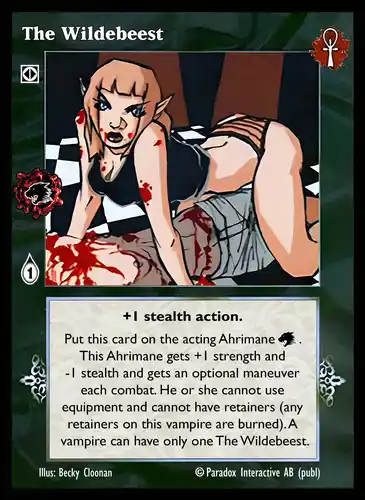 The Wildebeest
1
+1 stealth action.
Put this card on the acting Ahrimane .
This Ahrimane gets +1 strength and
-1 stealth and gets an optional maneuver
each combat. He or she cannot use
equipment and cannot have retainers (any
retainers on this vampire are burned). A
vampire can have only one The Wildebeest.
Illus: Becky Cloonan
© Paradox Interactive AB (publ)